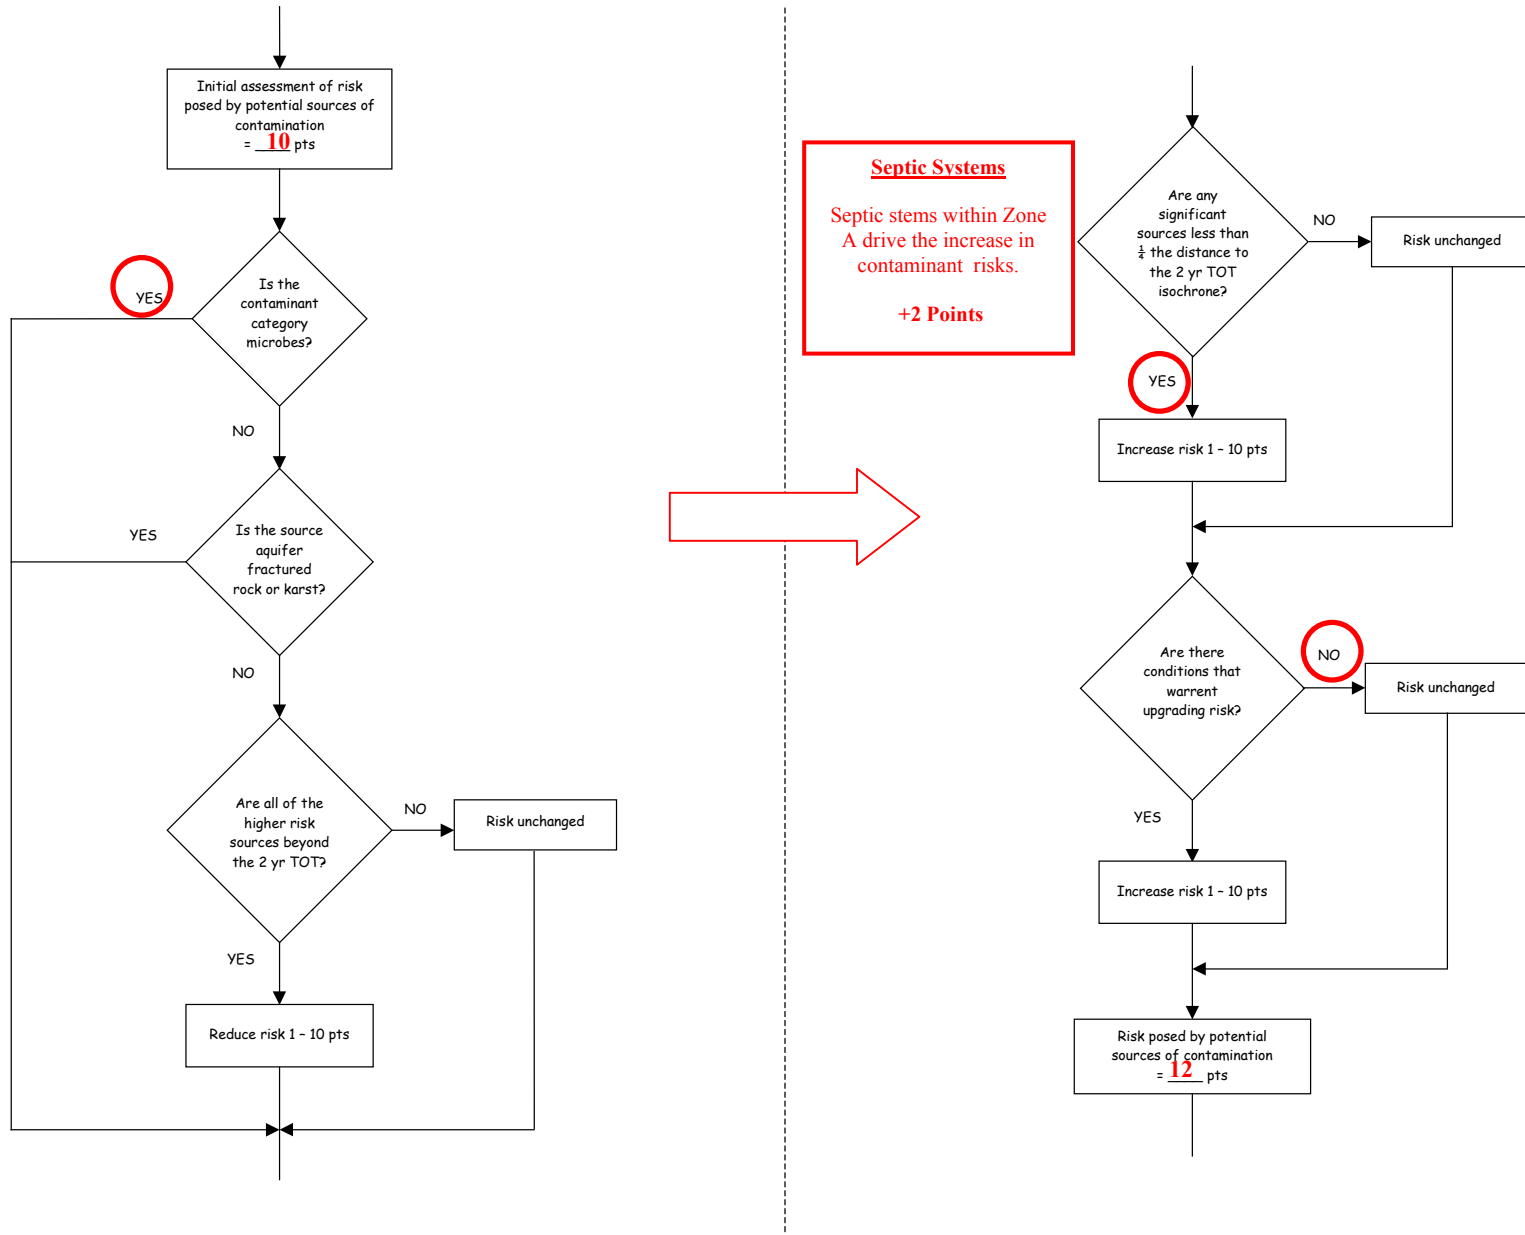 Initial assessment of risk
posed by potential sources of
contamination
= 10 pts
Is the
contaminant
category
microbes?
YES
NO
Is the source
aquifer
fractured
rock or karst?
YES
NO
Are all of the
higher risk
sources beyond
the 2 yr TOT?
NO
Risk unchanged
YES
Reduce risk 1 – 10 pts
Septic Systems
Septic stems within Zone
A drive the increase in
contaminant risks.
+2 Points
Are any
significant
sources less than
¼ the distance to
the 2 yr TOT
isochrone?
NO
Risk unchanged
YES
Increase risk 1 – 10 pts
Are there
conditions that
warrent
upgrading risk?
NO
Risk unchanged
YES
Increase risk 1 – 10 pts
Risk posed by potential
sources of contamination
= 12 pts